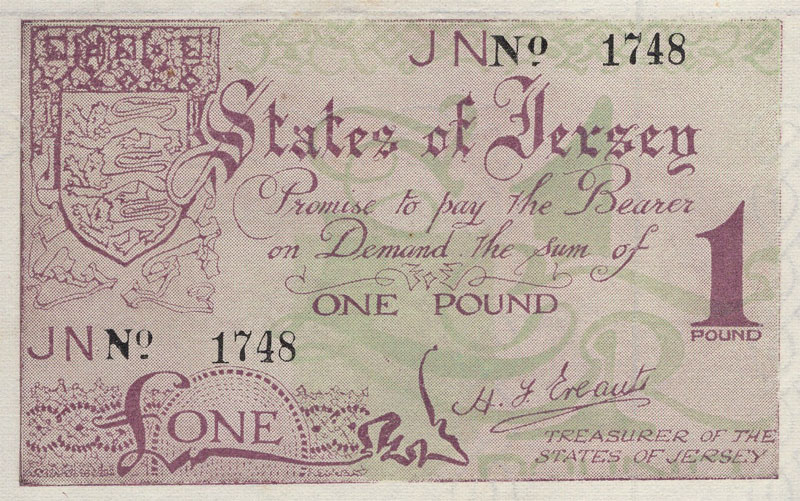 JN Nº 1748
States of Jersey
Promise to pay the Bearer
on Demand the sum of
ONE POUND
1
POUND
JN Nº 1748
£ONE
H. F. Ereauts
TREASURER OF THE
STATES OF JERSEY